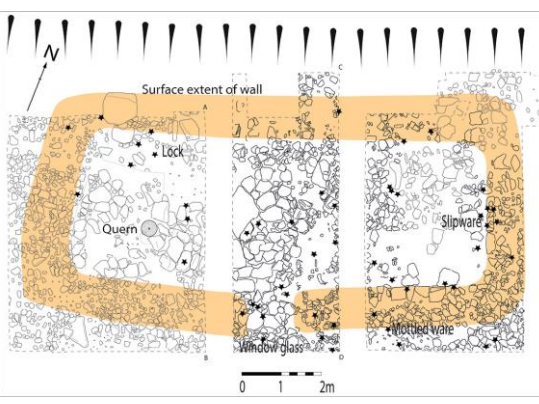 N
C
Surface extent of wall
A
Lock
Quern
Slipware
Mottled ware
Window glass
B
D
0 1 2m